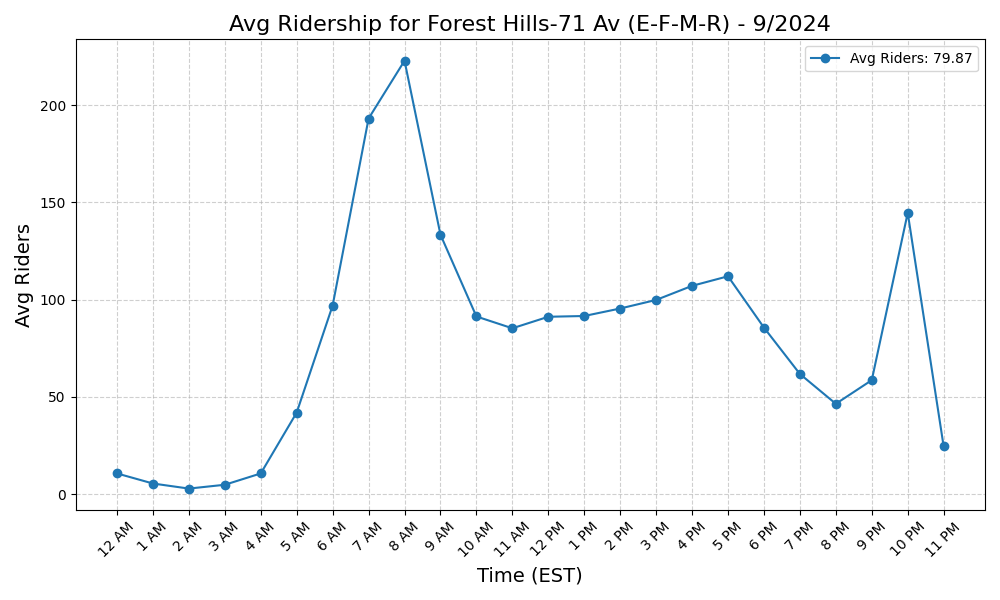 Avg Ridership for Forest Hills-71 Av (E-F-M-R) - 9/2024
Avg Riders: 79.87
Avg Riders
200
150
100
50
0
12 AM
1 AM
2 AM
3 AM
4 AM
5 AM
6 AM
7 AM
8 AM
9 AM
10 AM
11 AM
12 PM
1 PM
2 PM
3 PM
4 PM
5 PM
6 PM
7 PM
8 PM
9 PM
10 PM
11 PM
Time (EST)